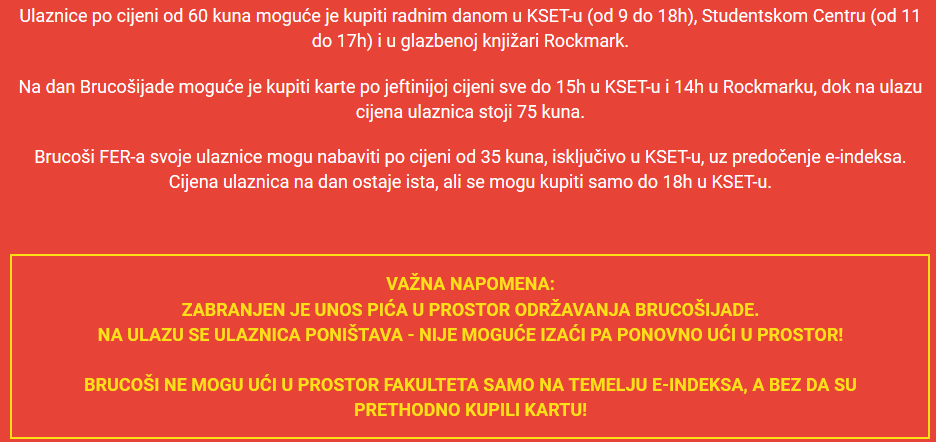 Ulaznice po cijeni od 60 kuna moguće je kupiti radnim danom u KSET-u (od 9 do 18h), Studentskom Centru (od 11
do 17h) i u glazbenoj knjižari Rockmark.
Na dan Brucošijade moguće je kupiti karte po jeftinijoj cijeni sve do 15h u KSET-u i 14h u Rockmarku, dok na ulazu
cijena ulaznica stoji 75 kuna.
Brucoši FER-a svoje ulaznice mogu nabaviti po cijeni od 35 kuna, isključivo u KSET-u, uz predočenje e-indeksa.
Cijena ulaznica na dan ostaje ista, ali se mogu kupiti samo do 18h u KSET-u.
VAŽNA NAPOMENA:
ZABRANJEN JE UNOS PIĆA U PROSTOR ODRŽAVANJA BRUCOŠIJADE.
NA ULAZU SE ULAZNICA PONIŠTAVA - NIJE MOGUĆE IZAĆI PA PONOVNO UĆI U PROSTOR!
BRUCOŠI NE MOGU UĆI U PROSTOR FAKULTETA SAMO NA TEMELJU E-INDEKSA, A BEZ DA SU
PRETHODNO KUPILI KARTU!